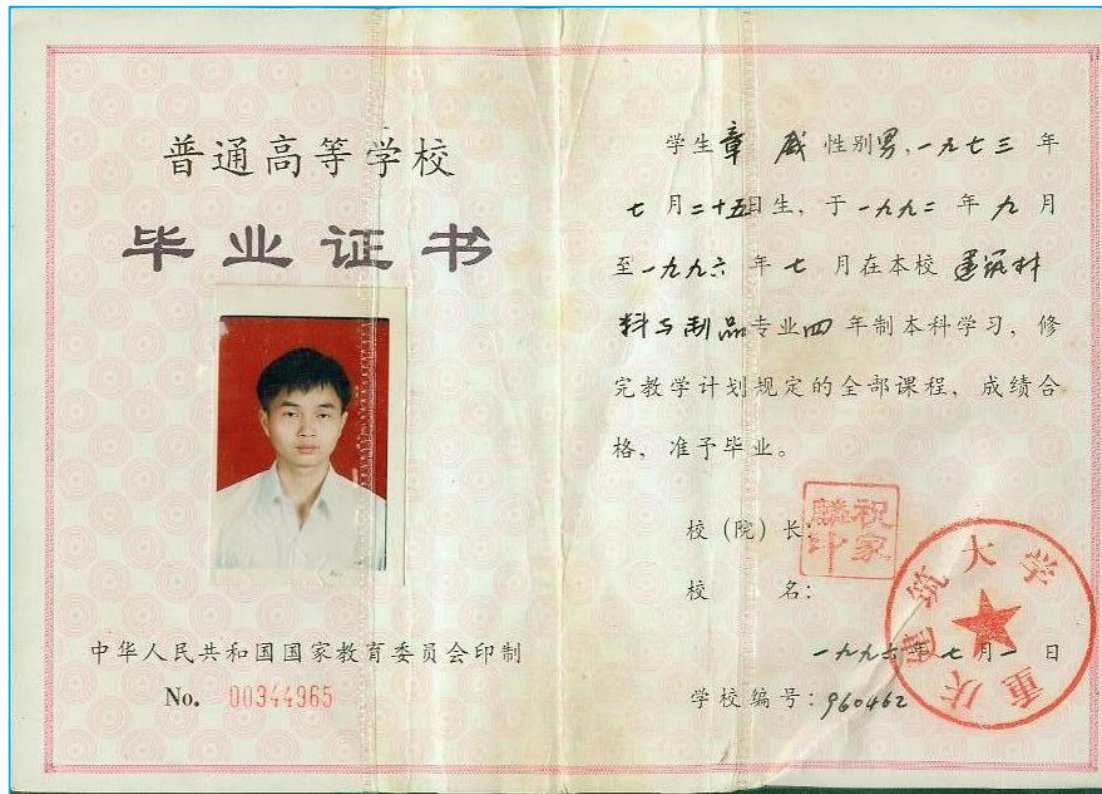 普通高等学校
毕业证书
中华人民共和国国家教育委员会印制
No. 00344965
学生章 威 性别男,一九七三 年
七 月二十五日生, 于一九九二 年 九 月
至一九九六 年 七 月在本校 建筑材
料与制品专业四 年制本科学习, 修
完教学计划规定的全部课程, 成绩合
格, 准予毕业。
校(院)长:
祝家麟印
校 名:
重庆建筑大学
一九九六年七月一日
学校编号:960462